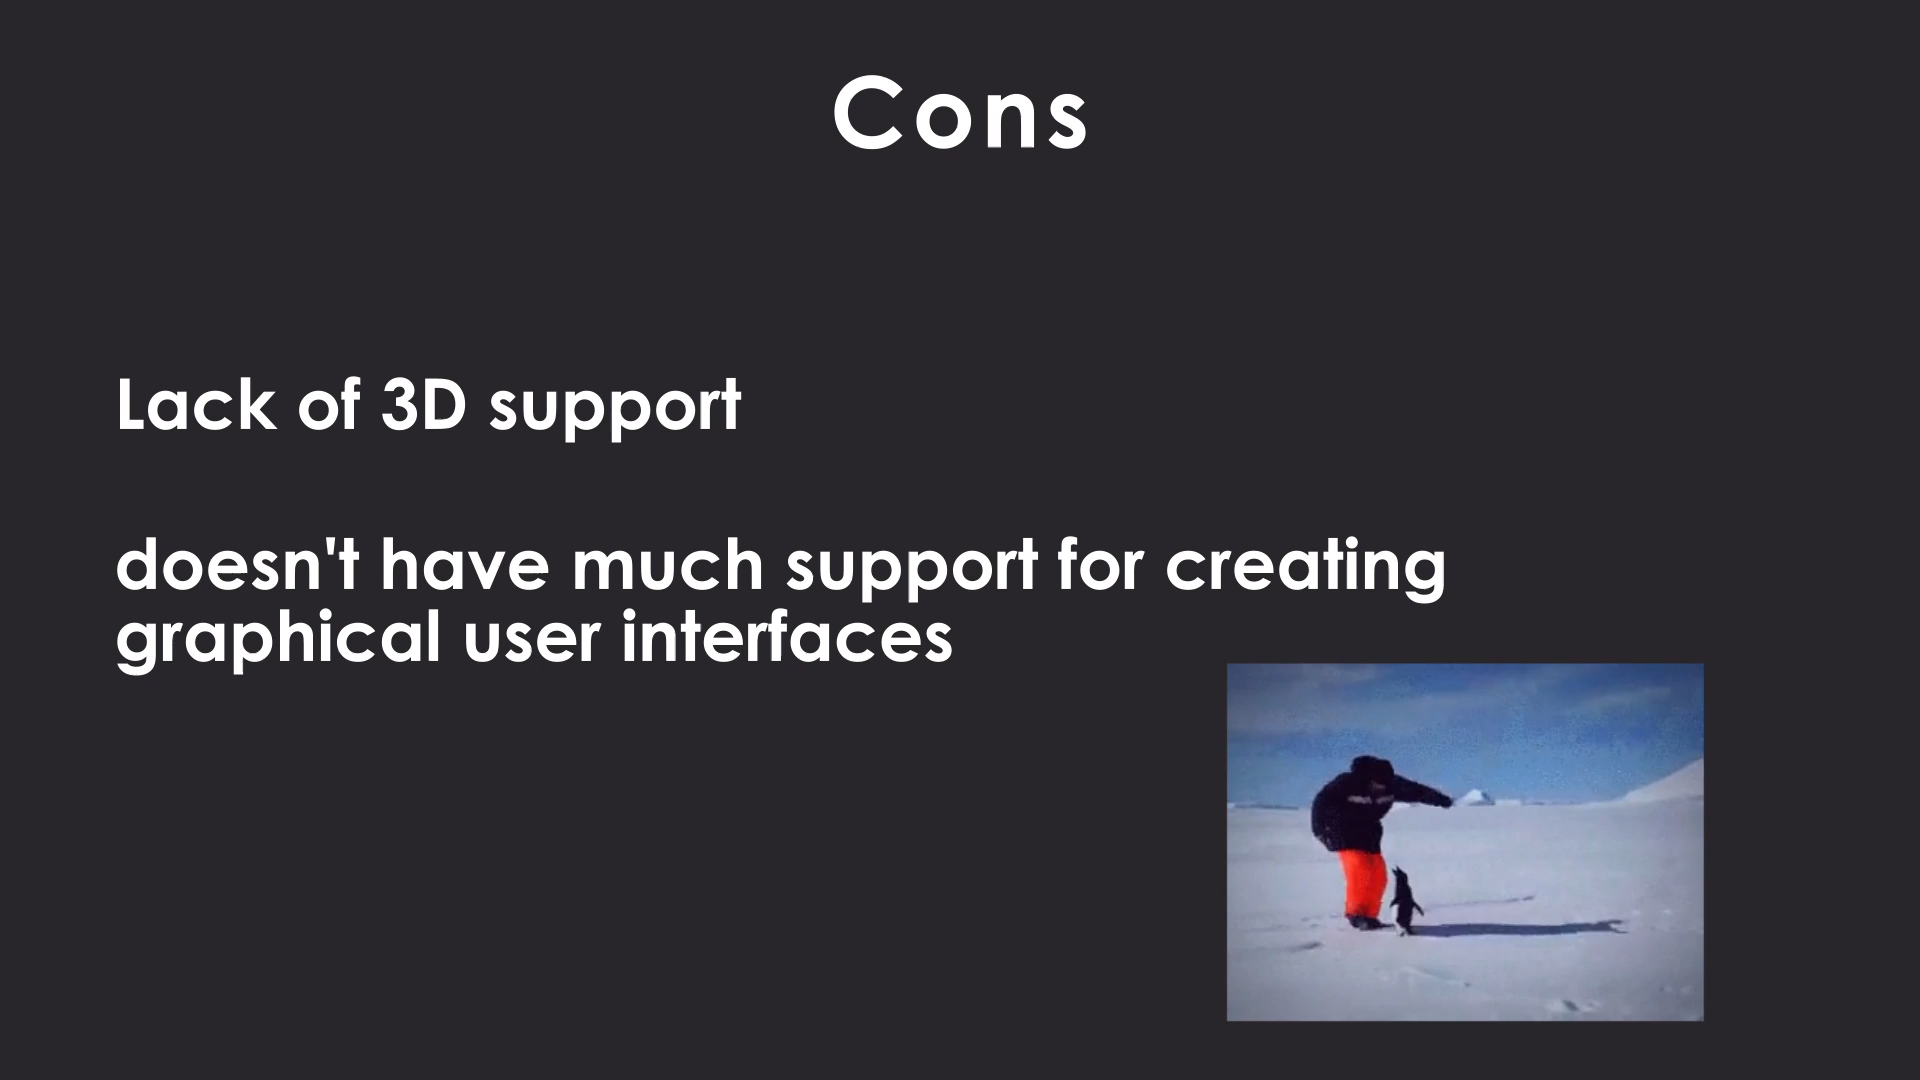 Cons
Lack of 3D support
doesn't have much support for creating
graphical user interfaces